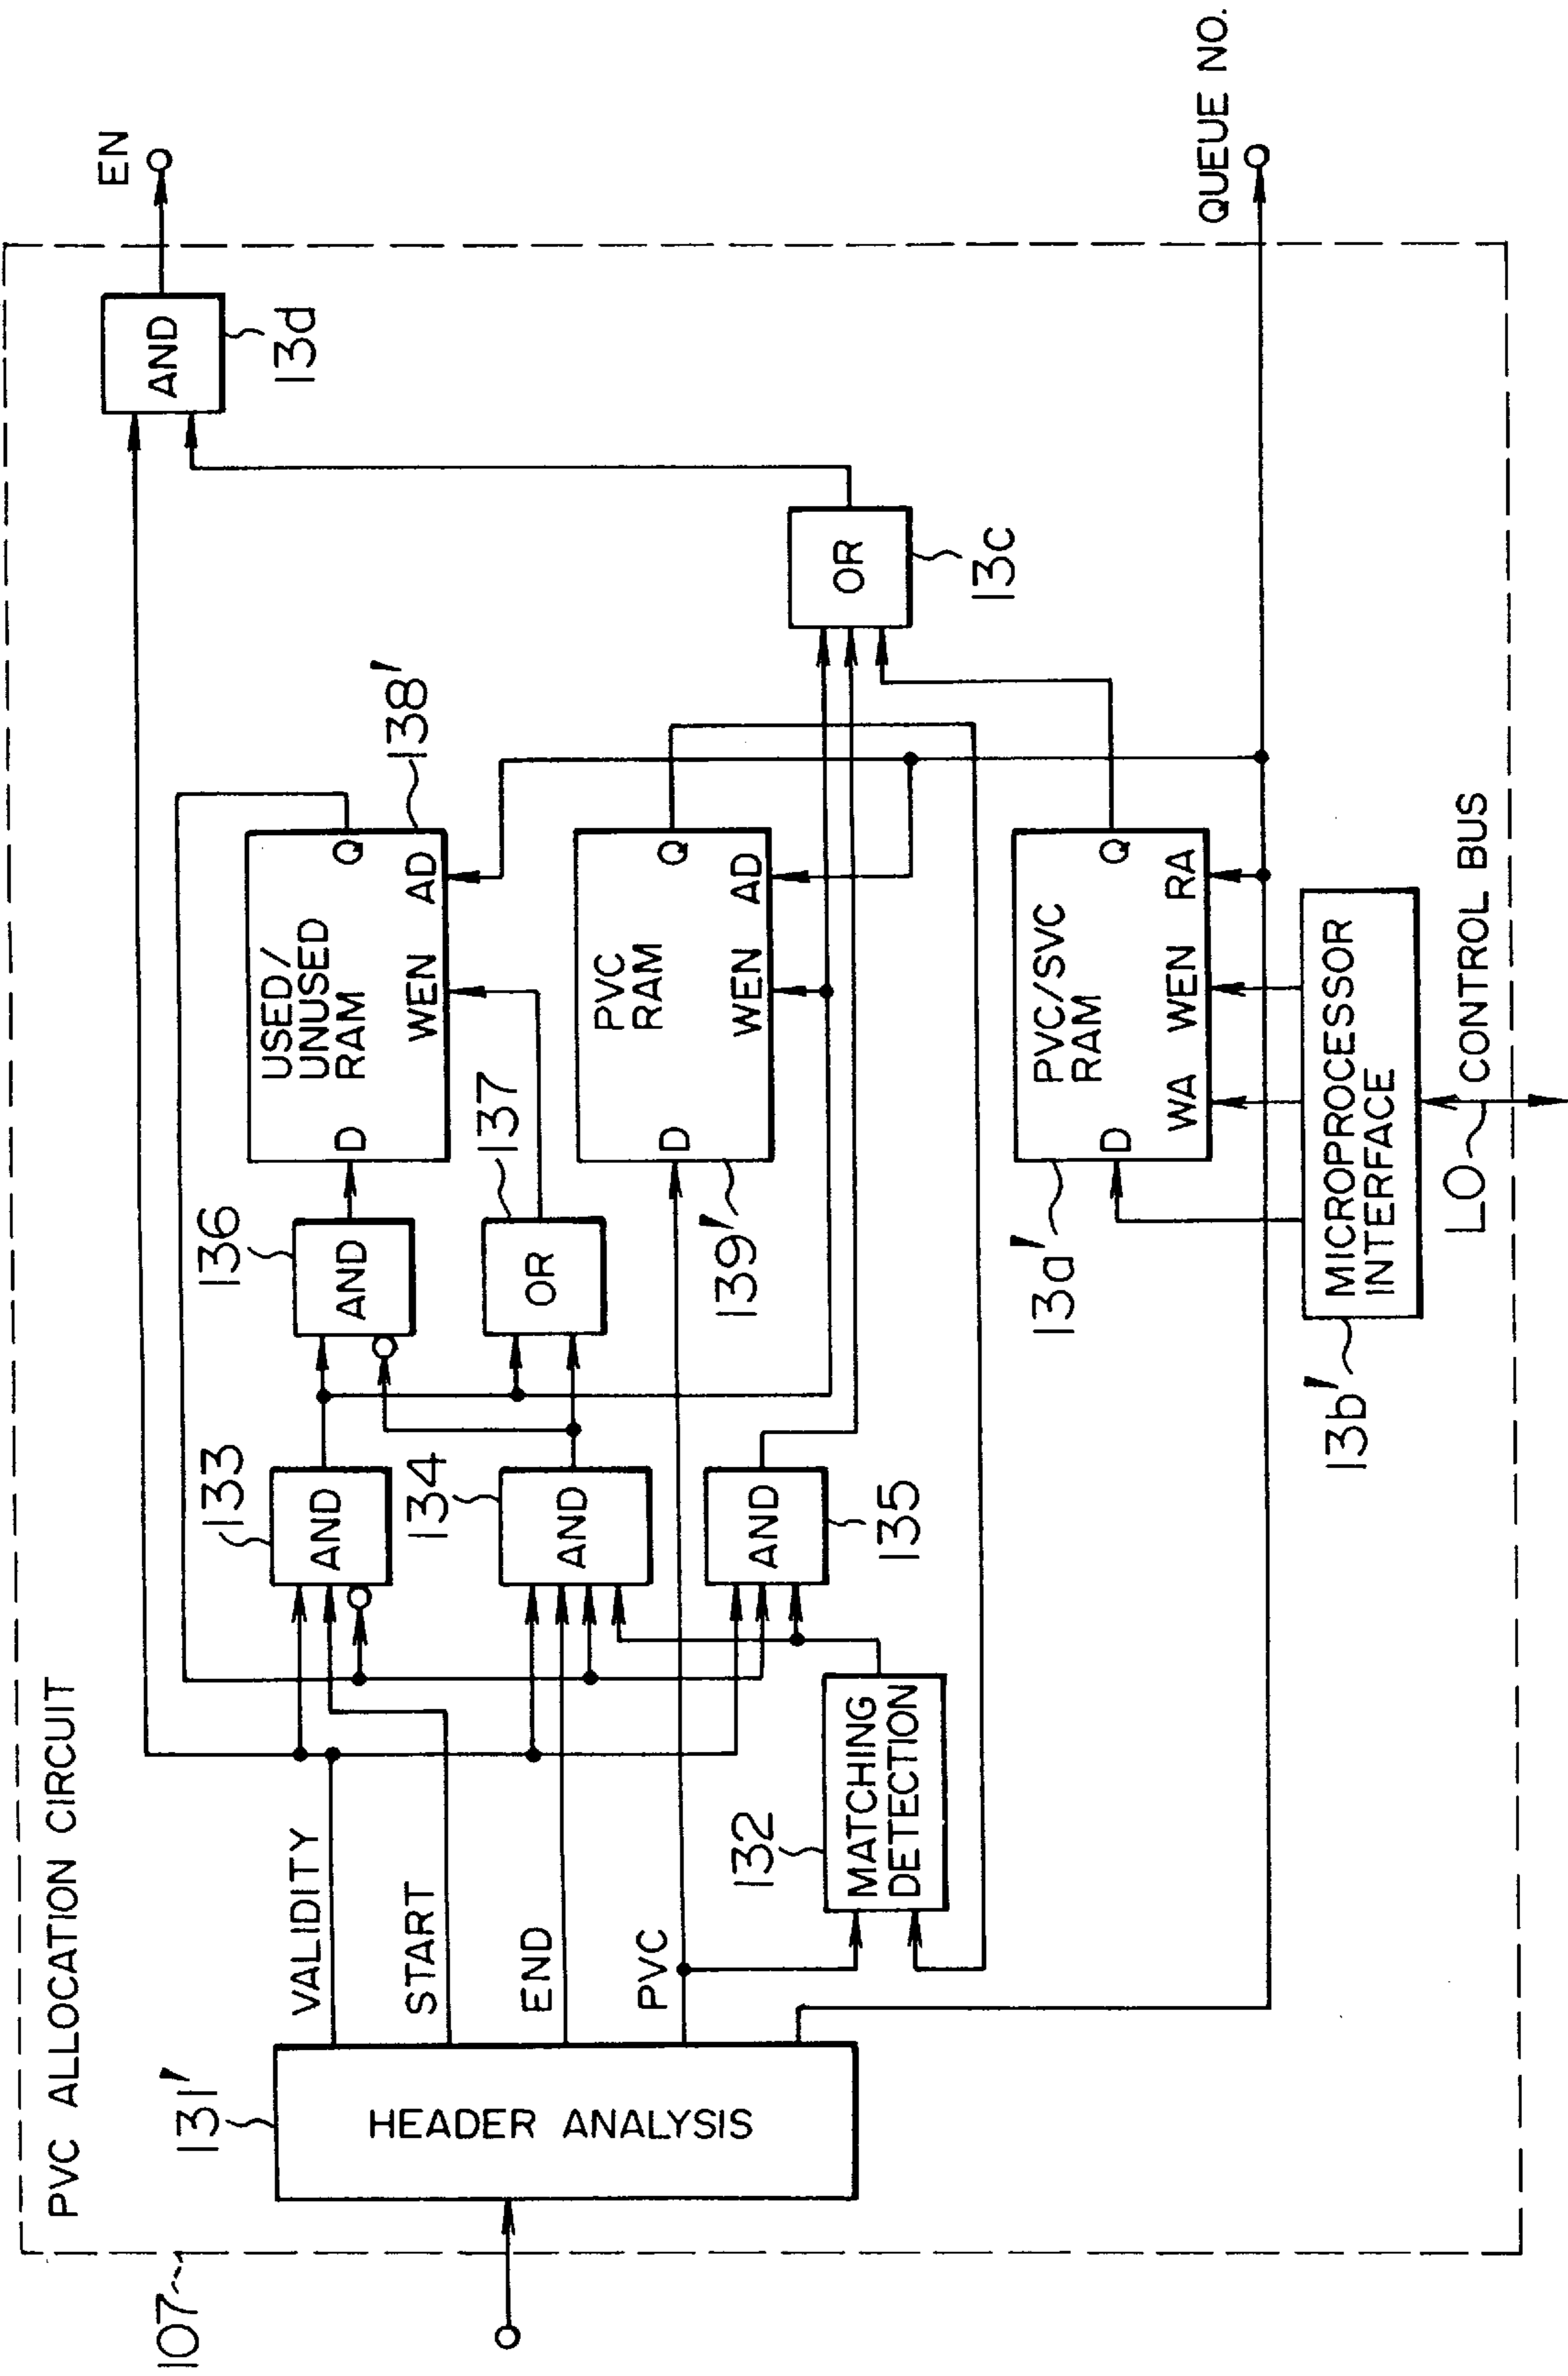 PVC ALLOCATION CIRCUIT
107
131'
HEADER ANALYSIS
VALIDITY
START
END
PVC
132
MATCHING
DETECTION
133
AND
134
AND
135
AND
136
AND
137
OR
138'
USED/
UNUSED
RAM
D
Q
WEN
AD
139'
PVC
RAM
D
Q
WEN
AD
13a'
PVC/SVC
RAM
D
Q
WA
WEN
RA
13b'
MICROPROCESSOR
INTERFACE
LO
CONTROL BUS
OR
13c
AND
13d
EN
QUEUE NO.